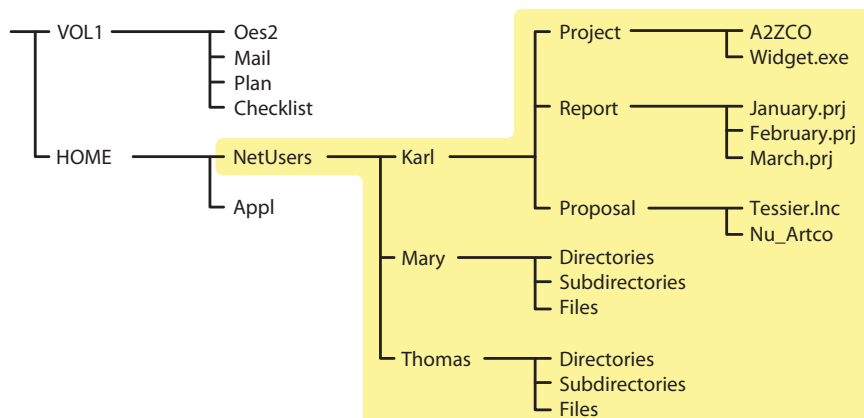 VOL1 Oes2 Project A2ZCO
Mail Widget.exe
Plan
Checklist Report January.prj
February.prj
HOME NetUsers Karl March.prj
Appl Proposal Tessier.Inc
Nu_Artco
Mary Directories
Subdirectories
Files
Thomas Directories
Subdirectories
Files